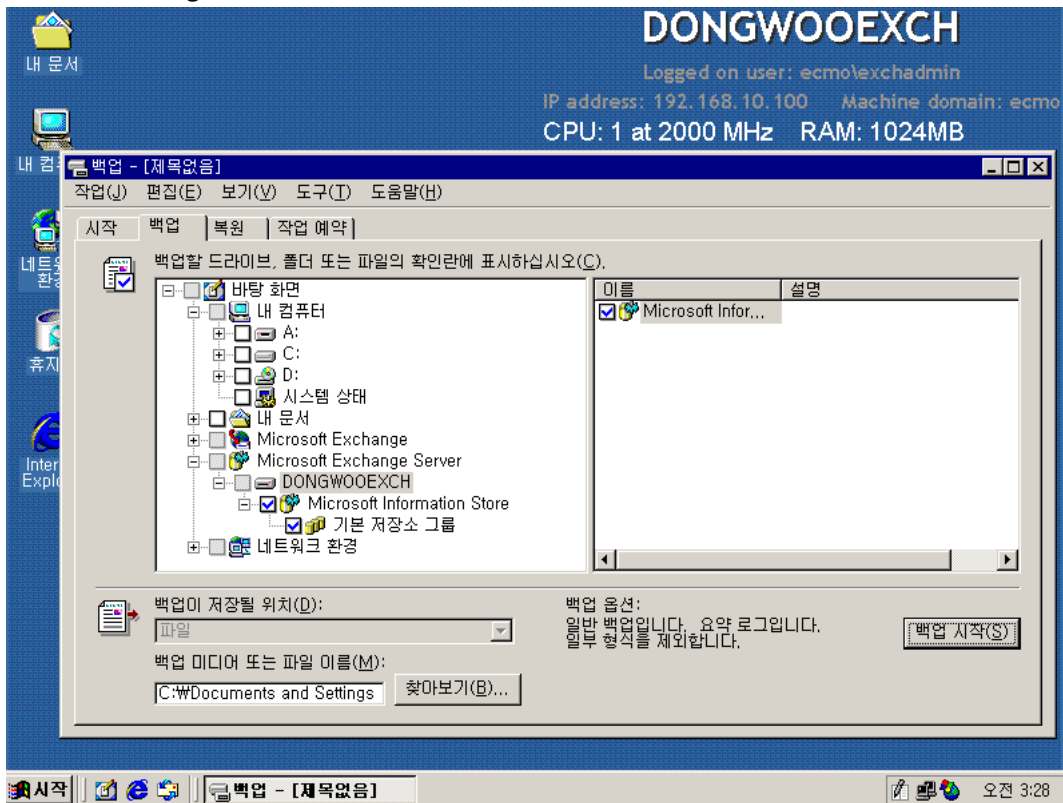 DONGWOOEXCH
Logged on user: ecmo\exchadmin
IP address: 192.168.10.100 Machine domain: ecmo
CPU: 1 at 2000 MHz RAM: 1024MB
내 문서
내 컴
네트
환
휴지
Inter
Explo
백업 - [제목없음]
작업(J) 편집(E) 보기(V) 도구(T) 도움말(H)
시작 백업 복원 작업 예약
백업할 드라이브, 폴더 또는 파일의 확인란에 표시하십시오(C).
바탕 화면
내 컴퓨터
A:
C:
D:
시스템 상태
내 문서
Microsoft Exchange
Microsoft Exchange Server
DONGWOOEXCH
Microsoft Information Store
기본 저장소 그룹
네트워크 환경
이름 설명
Microsoft Infor...
백업이 저장될 위치(D):
파일
백업 미디어 또는 파일 이름(M):
C:₩Documents and Settings 찾아보기(B)...
백업 옵션:
일반 백업입니다. 요약 로그입니다.
일부 형식를 제외합니다.
백업 시작(S)
시작 백업 - [제목없음] 오전 3:28